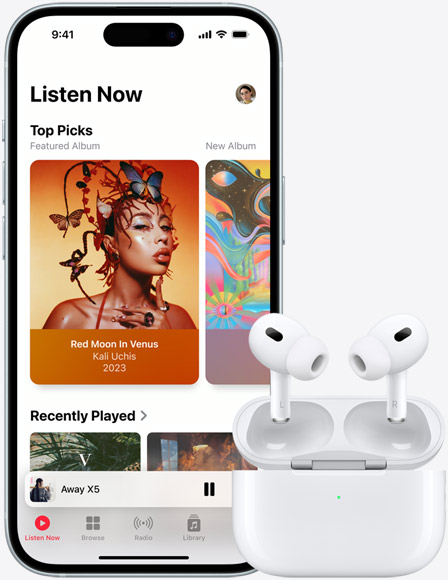 9:41
Listen Now
Top Picks
Featured Album
New Album
Red Moon In Venus
Kali Uchis
2023
Recently Played >
V
Away X5
Listen Now
Browse
Radio
Library
L
R